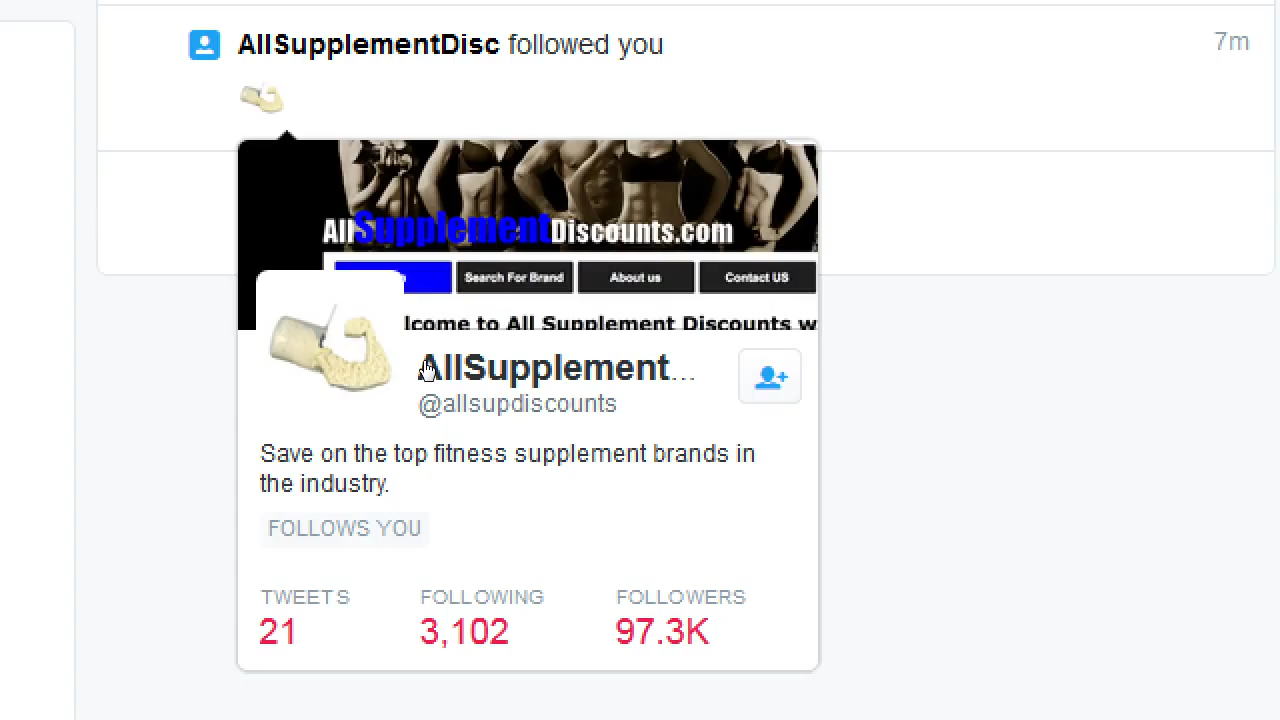 AllSupplementDisc followed you
7m
AllSupplementDiscounts.com
Search For Brand
About us
Contact US
lcome to All Supplement Discounts w
AllSupplement...
@allsupdiscounts
Save on the top fitness supplement brands in
the industry.
FOLLOWS YOU
TWEETS FOLLOWING FOLLOWERS
21 3,102 97.3K